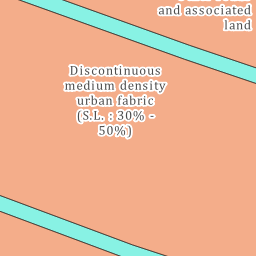 and associated
land
Discontinuous
medium density
urban fabric
(S.L. : 30% -
50%)